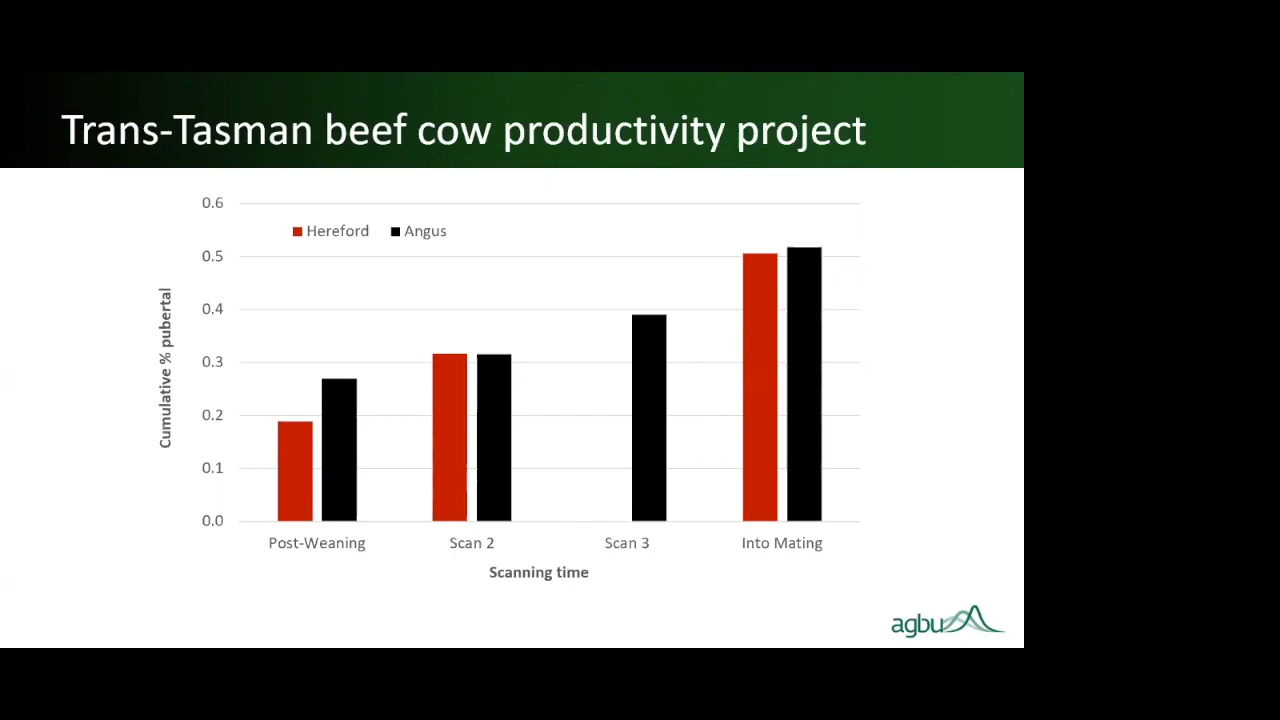 Trans-Tasman beef cow productivity project
0.6
Hereford
Angus
0.5
0.4
0.3
0.2
0.1
0.0
Cumulative % pubertal
Post-Weaning
Scan 2
Scan 3
Into Mating
Scanning time
agbu